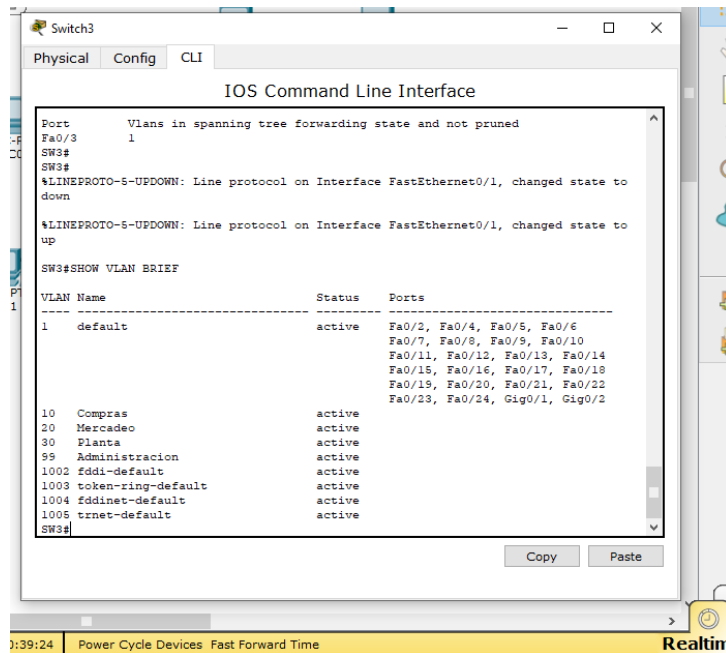 Switch3
Physical Config CLI
IOS Command Line Interface
Port Vlans in spanning tree forwarding state and not pruned
Fa0/3 1
SW3#
SW3#
%LINEPROTO-5-UPDOWN: Line protocol on Interface FastEthernet0/1, changed state to
down
%LINEPROTO-5-UPDOWN: Line protocol on Interface FastEthernet0/1, changed state to
up
SW3#SHOW VLAN BRIEF
VLAN Name Status Ports
---- -------------------------------- --------- -------------------------------
1 default active Fa0/2, Fa0/4, Fa0/5, Fa0/6
Fa0/7, Fa0/8, Fa0/9, Fa0/10
Fa0/11, Fa0/12, Fa0/13, Fa0/14
Fa0/15, Fa0/16, Fa0/17, Fa0/18
Fa0/19, Fa0/20, Fa0/21, Fa0/22
Fa0/23, Fa0/24, Gig0/1, Gig0/2
10 Compras active
20 Mercadeo active
30 Planta active
99 Administracion active
1002 fddi-default active
1003 token-ring-default active
1004 fddinet-default active
1005 trnet-default active
SW3#
Copy Paste
:39:24 Power Cycle Devices Fast Forward Time Realtim